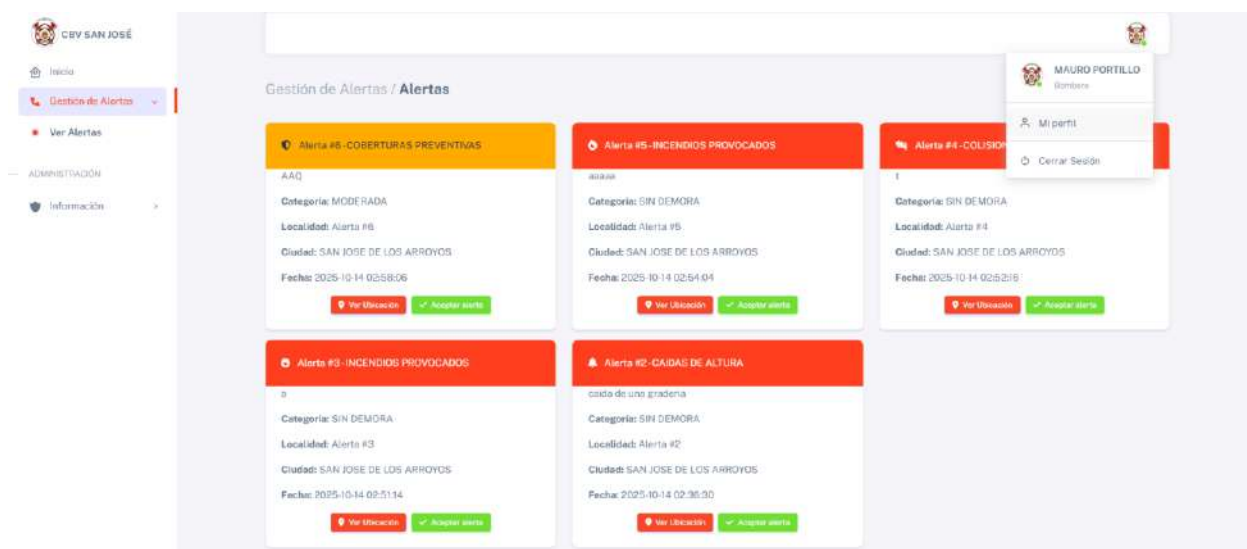 CBV SAN JOSÉ
Inicio
Gestión de Alertas
Ver Alertas
ADMINISTRACIÓN
Información
MAURO PORTILLO
Bombero
Mi perfil
Cerrar Sesión
Gestión de Alertas / Alertas
Alerta #6-COBERTURAS PREVENTIVAS
AAQ
Categoría: MODERADA
Localidad: Alerta #6
Ciudad: SAN JOSE DE LOS ARROYOS
Fecha: 2025-10-14 02:58:06
Ver Ubicación
Aceptar alerta
Alerta #5-INCENDIOS PROVOCADOS
Categoría: SIN DEMORA
Localidad: Alerta #5
Ciudad: SAN JOSE DE LOS ARROYOS
Fecha: 2025-10-14 02:54:04
Ver Ubicación
Aceptar alerta
Alerta #4-COLISION
Categoría: SIN DEMORA
Localidad: Alerta #4
Ciudad: SAN JOSE DE LOS ARROYOS
Fecha: 2025-10-14 02:52:16
Ver Ubicación
Aceptar alerta
Alerta #3-INCENDIOS PROVOCADOS
Categoría: SIN DEMORA
Localidad: Alerta #3
Ciudad: SAN JOSE DE LOS ARROYOS
Fecha: 2025-10-14 02:51:14
Ver Ubicación
Aceptar alerta
Alerta #2-CAIDAS DE ALTURA
caida de una graderia
Categoría: SIN DEMORA
Localidad: Alerta #2
Ciudad: SAN JOSE DE LOS ARROYOS
Fecha: 2025-10-14 02:36:30
Ver Ubicación
Aceptar alerta